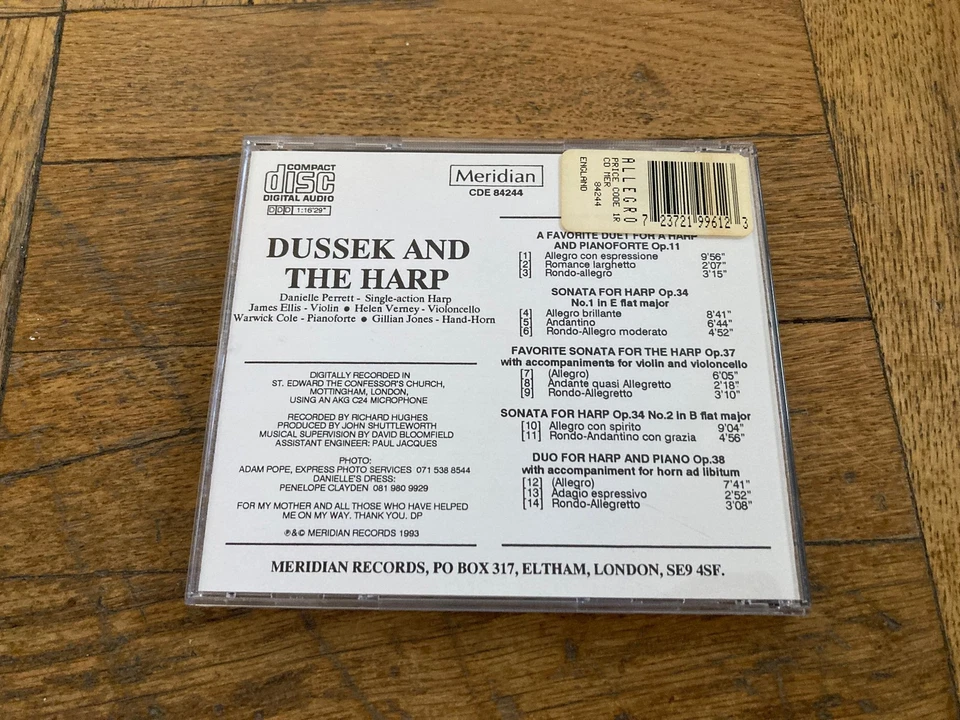 COMPACT
disc
DIGITAL AUDIO
DDD 1:16'29"
Meridian
CDE 84244
ALLEGRO
PRICE CODE 1R
CD MER
84244
ENGLAND
7 23721 99612 3
DUSSEK AND
THE HARP
Danielle Perrett - Single-action Harp
James Ellis - Violin ● Helen Verney - Violoncello
Warwick Cole - Pianoforte ● Gillian Jones - Hand-Horn
DIGITALLY RECORDED IN
ST. EDWARD THE CONFESSOR'S CHURCH,
MOTTINGHAM, LONDON,
USING AN AKG C24 MICROPHONE
RECORDED BY RICHARD HUGHES
PRODUCED BY JOHN SHUTTLEWORTH
MUSICAL SUPERVISION BY DAVID BLOOMFIELD
ASSISTANT ENGINEER: PAUL JACQUES
PHOTO:
ADAM POPE, EXPRESS PHOTO SERVICES 071 538 8544
DANIELLE'S DRESS:
PENELOPE CLAYDEN 081 980 9929
FOR MY MOTHER AND ALL THOSE WHO HAVE HELPED
ME ON MY WAY. THANK YOU. DP
℗&© MERIDIAN RECORDS 1993
A FAVORITE DUET FOR A HARP
AND PIANOFORTE Op.11
[1] Allegro con espressione 9'56"
[2] Romance larghetto 2'07"
[3] Rondo-allegro 3'15"
SONATA FOR HARP Op.34
No.1 in E flat major
[4] Allegro brillante 8'41"
[5] Andantino 6'44"
[6] Rondo-Allegro moderato 4'52"
FAVORITE SONATA FOR THE HARP Op.37
with accompaniments for violin and violoncello
[7] (Allegro) 6'05"
[8] Andante quasi Allegretto 2'18"
[9] Rondo-Allegretto 3'10"
SONATA FOR HARP Op.34 No.2 in B flat major
[10] Allegro con spirito 9'04"
[11] Rondo-Andantino con grazia 4'56"
DUO FOR HARP AND PIANO Op.38
with accompaniment for horn ad libitum
[12] (Allegro) 7'41"
[13] Adagio espressivo 2'52"
[14] Rondo-Allegretto 3'08"
MERIDIAN RECORDS, PO BOX 317, ELTHAM, LONDON, SE9 4SF.